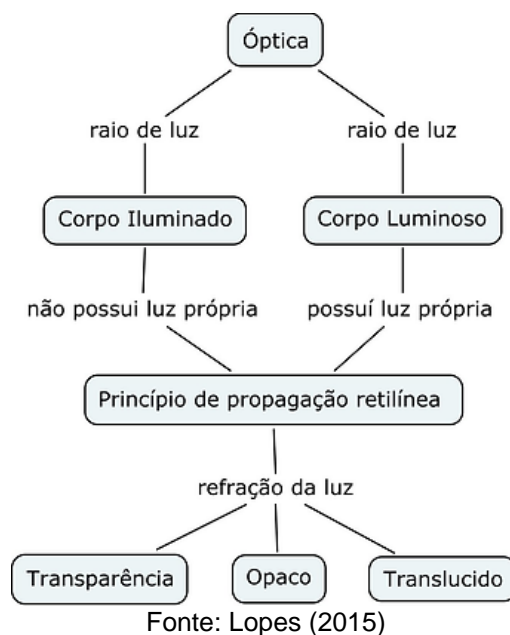 Óptica
raio de luz raio de luz
Corpo Iluminado Corpo Luminoso
não possui luz própria possuí luz própria
Princípio de propagação retilínea
refração da luz
Transparência Opaco Translucido
Fonte: Lopes (2015)